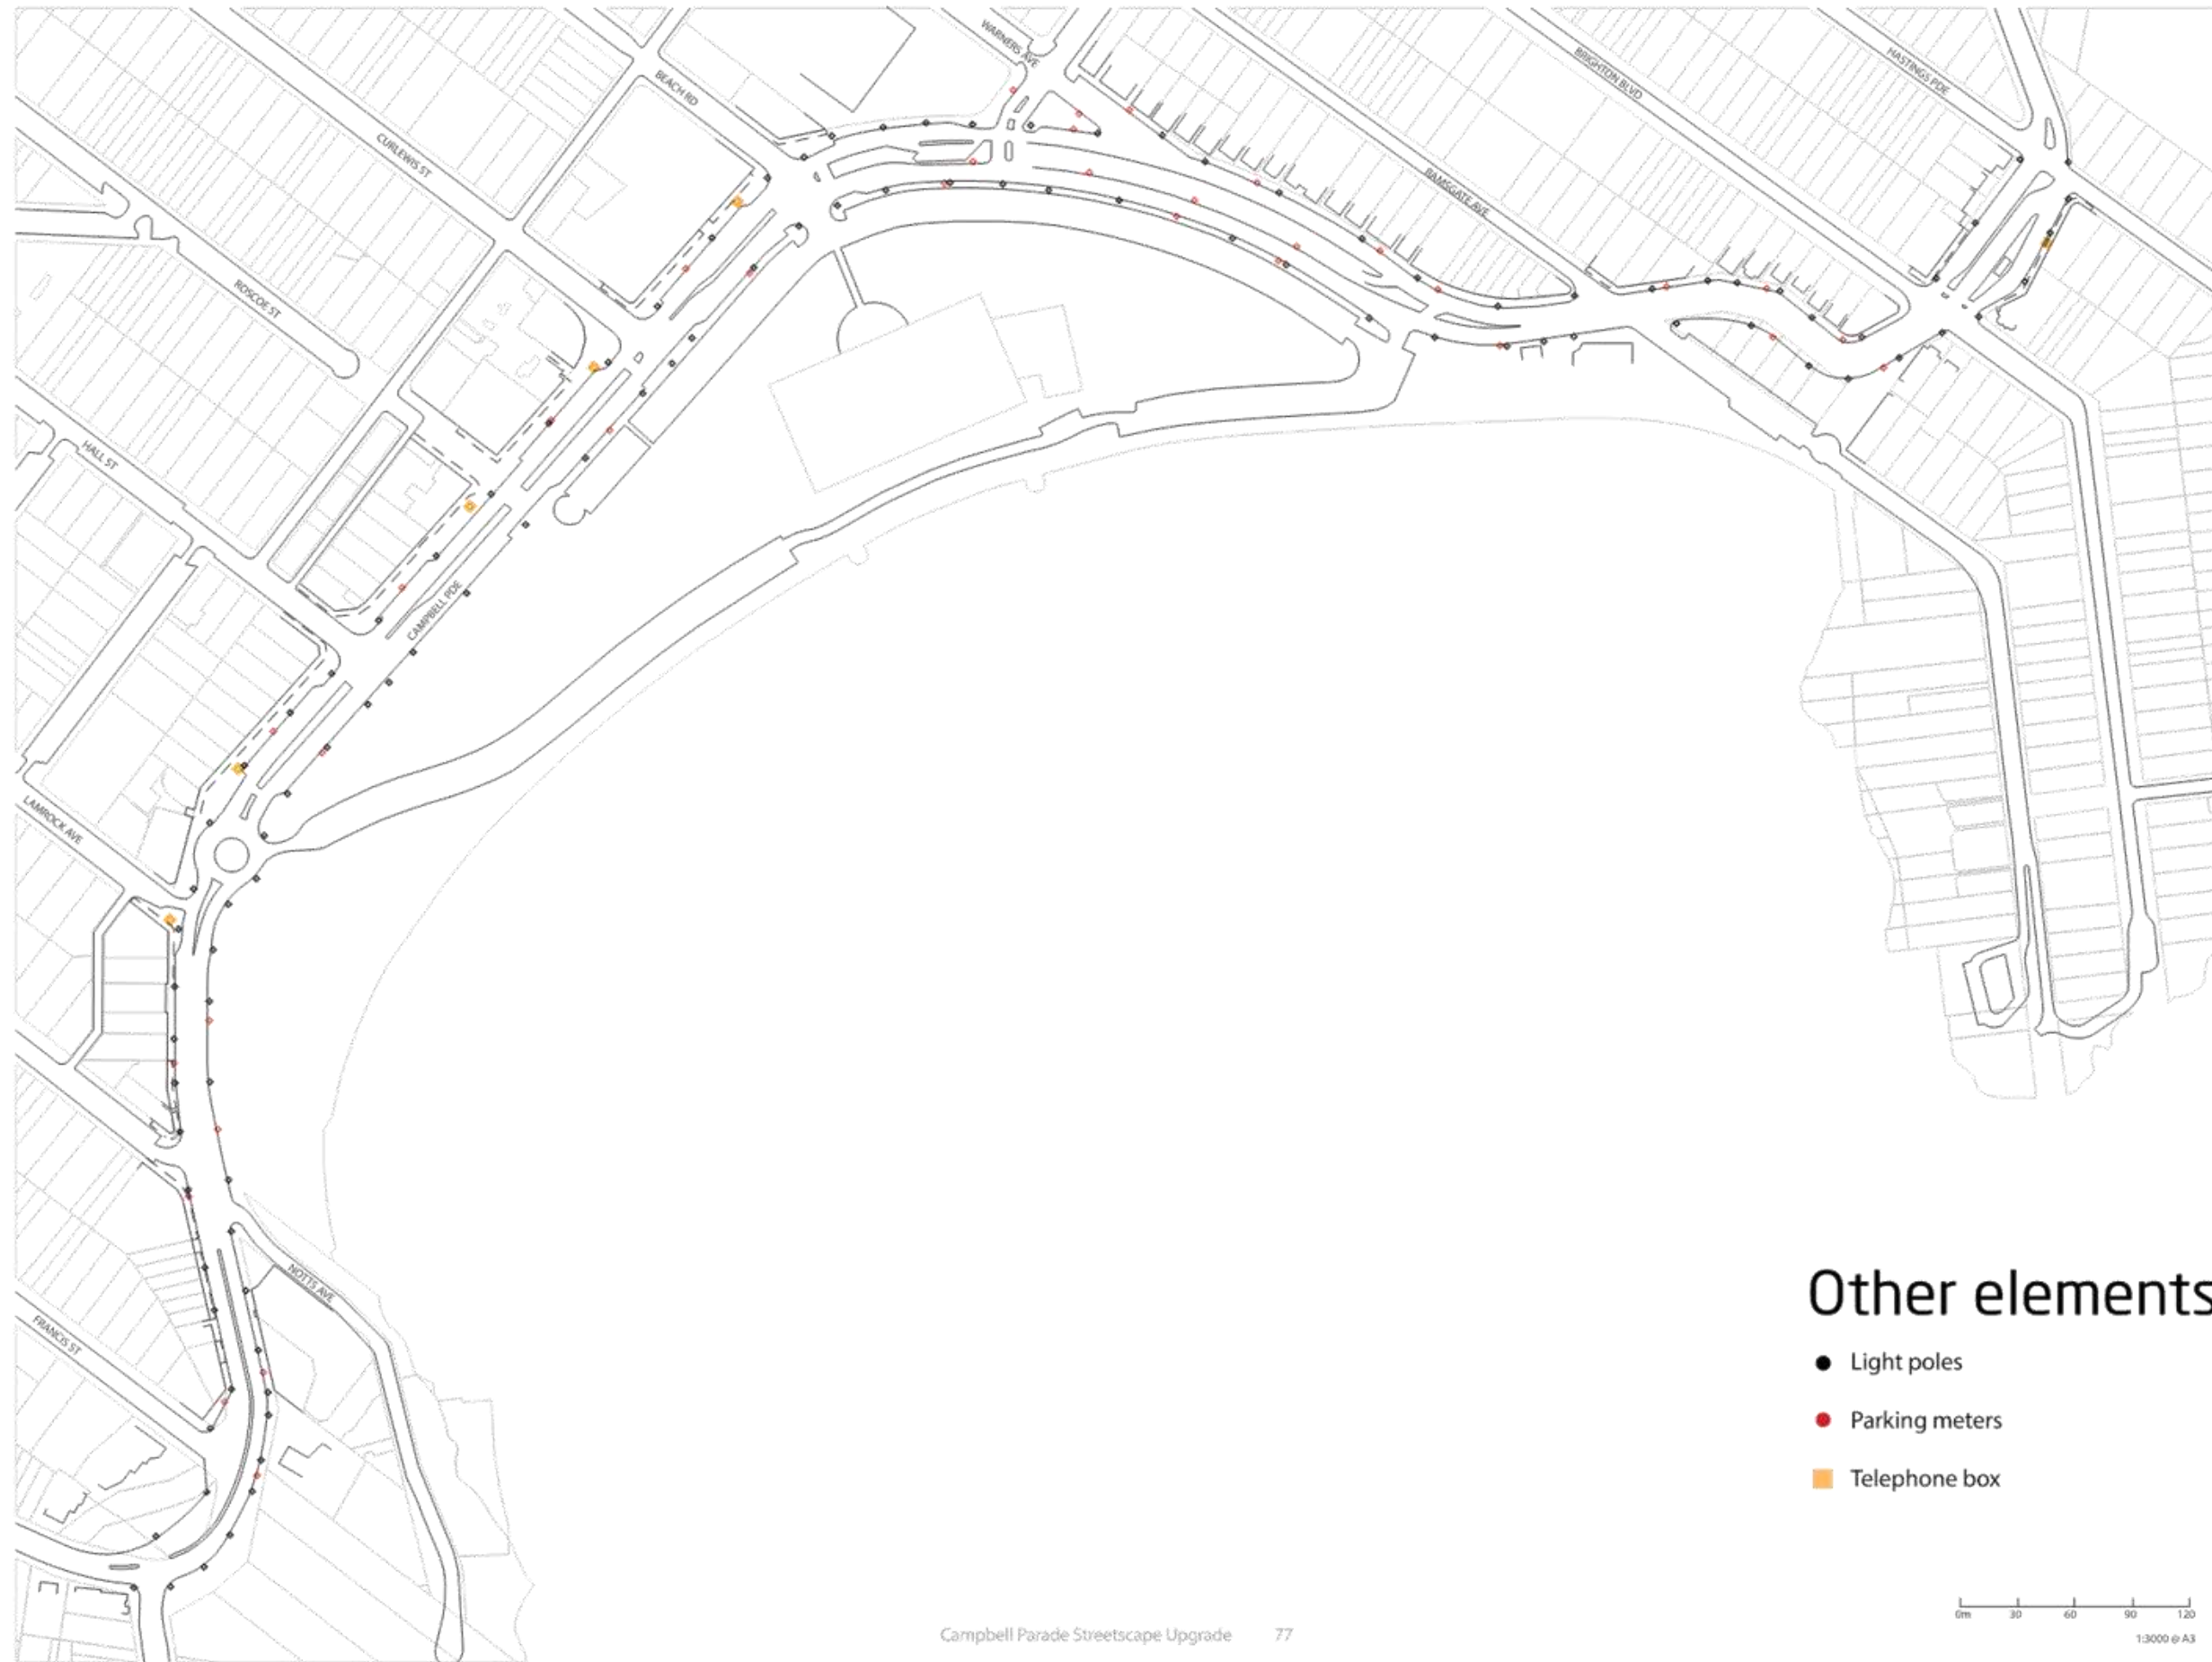 WARNERS AVE
BEACH RD
BRIGHTON BLVD
HASTINGS PDE
CURLEWIS ST
RAMSGATE AVE
ROSCOE ST
HALL ST
CAMPBELL PDE
LAMROCK AVE
NOTTS AVE
FRANCIS ST
Other elements
Light poles
Parking meters
Telephone box
0m 30 60 90 120
1:3000 @ A3
Campbell Parade Streetscape Upgrade 77